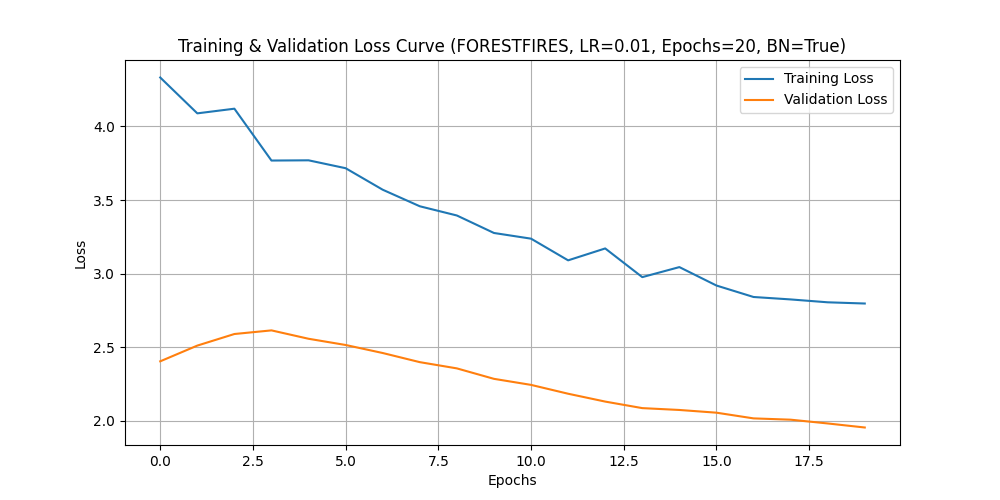 Training & Validation Loss Curve (FORESTFIRES, LR=0.01, Epochs=20, BN=True)
Training Loss
Validation Loss
4.0
3.5
3.0
2.5
2.0
Loss
0.0 2.5 5.0 7.5 10.0 12.5 15.0 17.5
Epochs